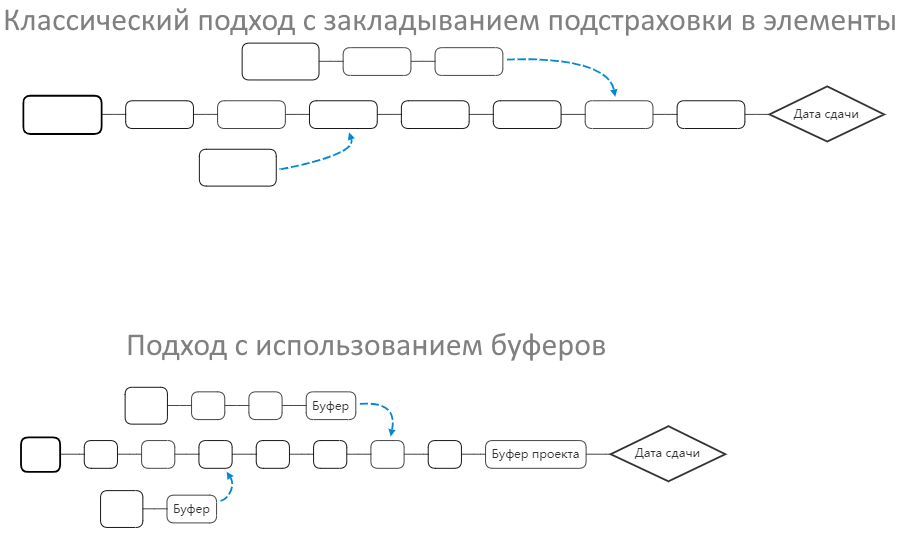 Классический подход с закладыванием подстраховки в элементы
Дата сдачи
Подход с использованием буферов
Буфер
Буфер проекта
Дата сдачи
Буфер